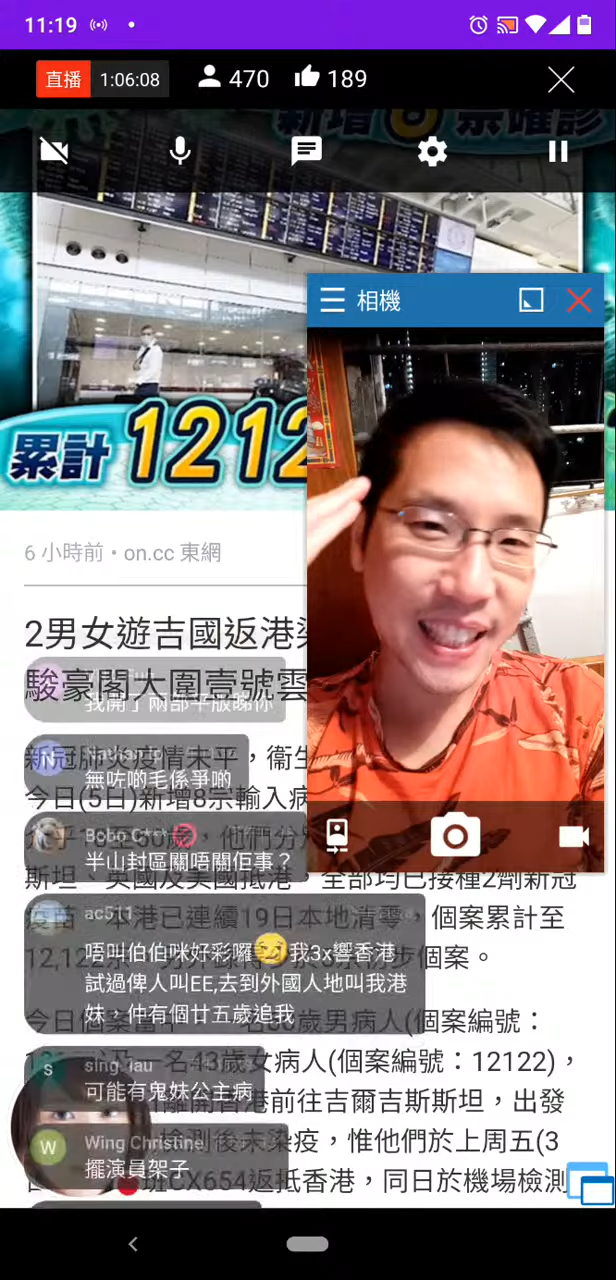 11:19
直播 1:06:08 470 189
累計 1212
相機
6 小時前・on.cc 東網
2男女遊吉國返港
駿豪閣大圍壹號雲
我開了兩部平版睇你
新冠肺炎疫情未平，衞生
無咗啲毛係爭啲
今日(5日)新增8宗輸入病
Bobo C***
半山封區關唔關佢事？
斯坦、英國及美國抵港，全部均已接種2劑新冠
疫苗。本港已連續19日本地清零，個案累計至
ac511
唔叫伯伯咪好彩囉😏我3x響香港
試過俾人叫EE,去到外國人地叫我港
妹，仲有個廿五歲追我
個案。
歲男病人(個案編號：
sing lau
可能有鬼妹公主病
一名43歲女病人(個案編號：12122)，
離開香港前往吉爾吉斯斯坦，出發
Wing Christine
擺演員架子
檢測後未染疫，惟他們於上周五(3
班CX654返抵香港，同日於機場檢測